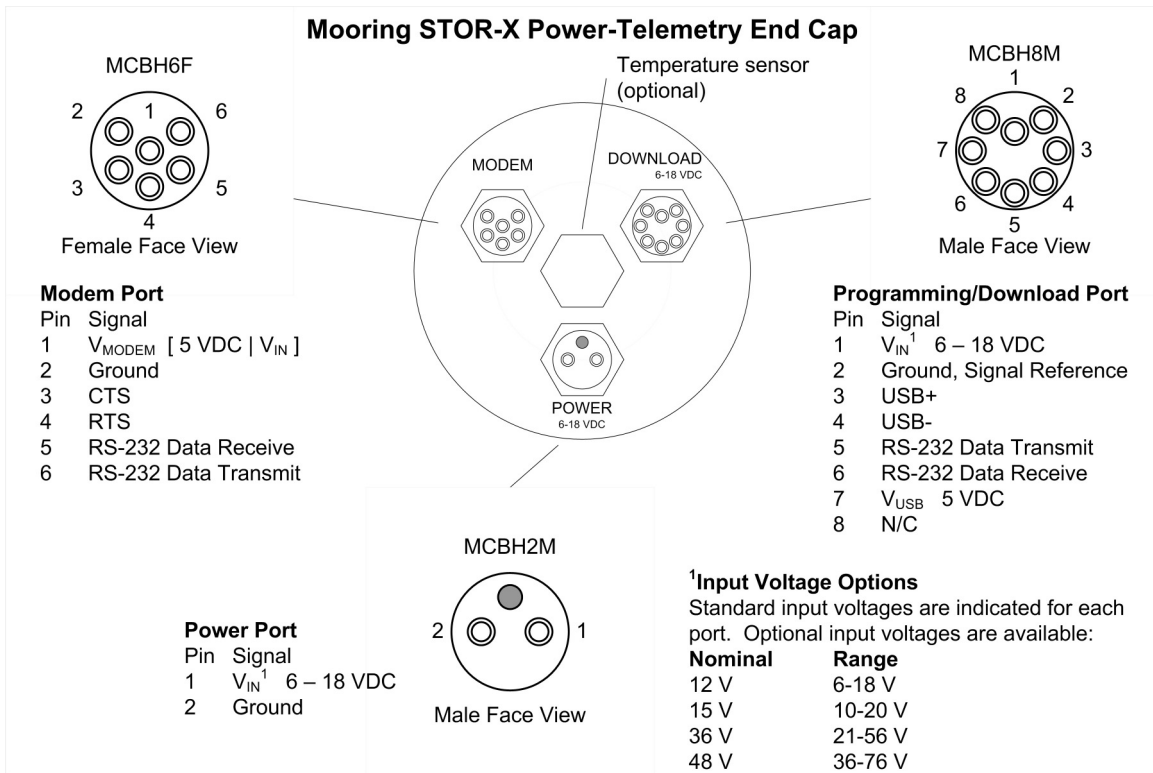 Mooring STOR-X Power-Telemetry End Cap
MCBH6F
2 1 6
3 5
4
Female Face View
Temperature sensor
(optional)
MODEM
DOWNLOAD
6-18 VDC
POWER
6-18 VDC
MCBH8M
1
8 2
7 3
6 4
5
Male Face View
Modem Port
Pin Signal
1 V_MODEM [ 5 VDC | V_IN ]
2 Ground
3 CTS
4 RTS
5 RS-232 Data Receive
6 RS-232 Data Transmit
Programming/Download Port
Pin Signal
1 V_IN¹ 6 – 18 VDC
2 Ground, Signal Reference
3 USB+
4 USB-
5 RS-232 Data Transmit
6 RS-232 Data Receive
7 V_USB 5 VDC
8 N/C
MCBH2M
2 1
Male Face View
Power Port
Pin Signal
1 V_IN¹ 6 – 18 VDC
2 Ground
¹Input Voltage Options
Standard input voltages are indicated for each
port. Optional input voltages are available:
Nominal Range
12 V 6-18 V
15 V 10-20 V
36 V 21-56 V
48 V 36-76 V